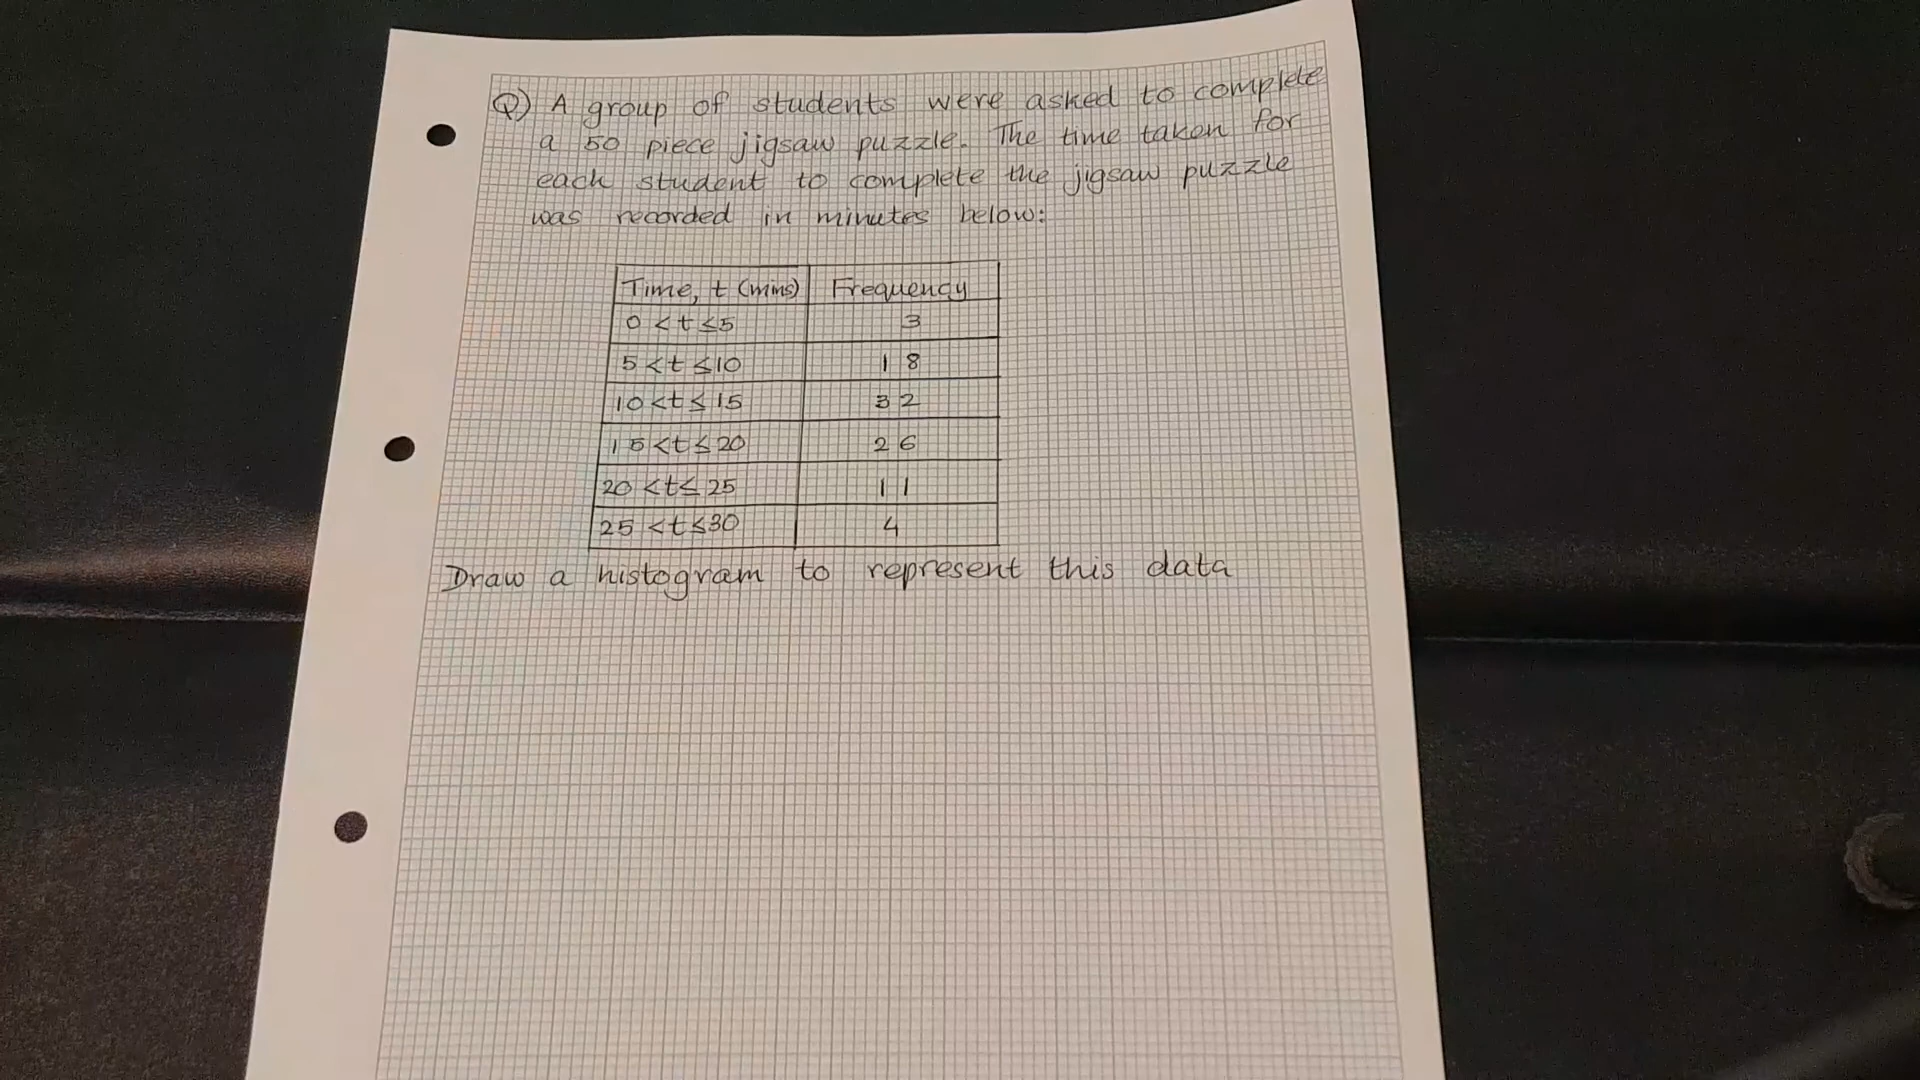 Q) A group of students were asked to complete
a 50 piece jigsaw puzzle. The time taken for
each student to complete the jigsaw puzzle
was recorded in minutes below:
Time, t (mins) Frequency
0 < t ≤ 5 3
5 < t ≤ 10 18
10 < t ≤ 15 32
15 < t ≤ 20 26
20 < t ≤ 25 11
25 < t ≤ 30 4
Draw a histogram to represent this data